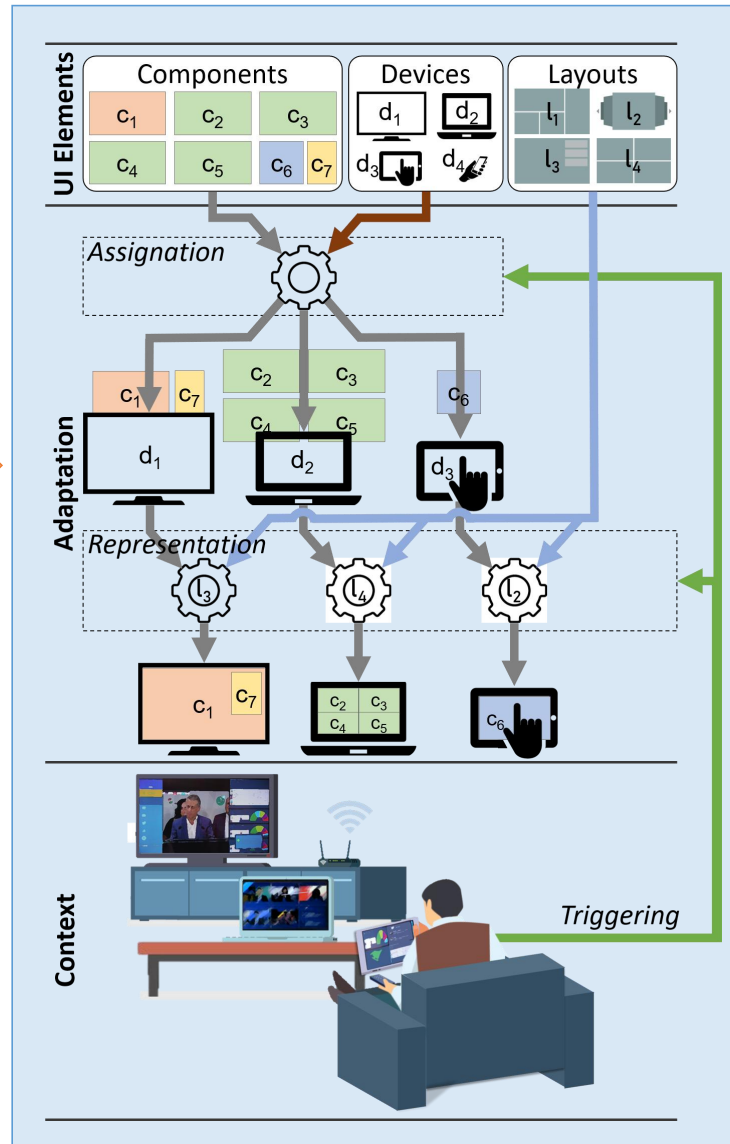 UI Elements
Components
Devices
Layouts
c1
c2
c3
c4
c5
c6
c7
d1
d2
d3
d4
l1
l2
l3
l4
Adaptation
Assignation
c1
c7
c2
c3
c4
c5
c6
d1
d2
d3
Representation
l3
l4
l2
c1
c7
c2
c3
c4
c5
c6
Context
Triggering